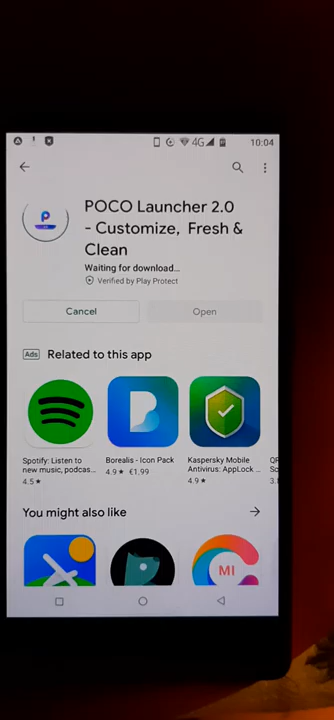 4G
10:04
POCO Launcher 2.0
- Customize, Fresh &
Clean
Waiting for download...
Verified by Play Protect
Cancel
Open
Ads
Related to this app
Spotify: Listen to
new music, podcas...
4.5★
Borealis - Icon Pack
4.9★ €1,99
Kaspersky Mobile
Antivirus: AppLock ...
4.9★
QR
3.
You might also like
MI